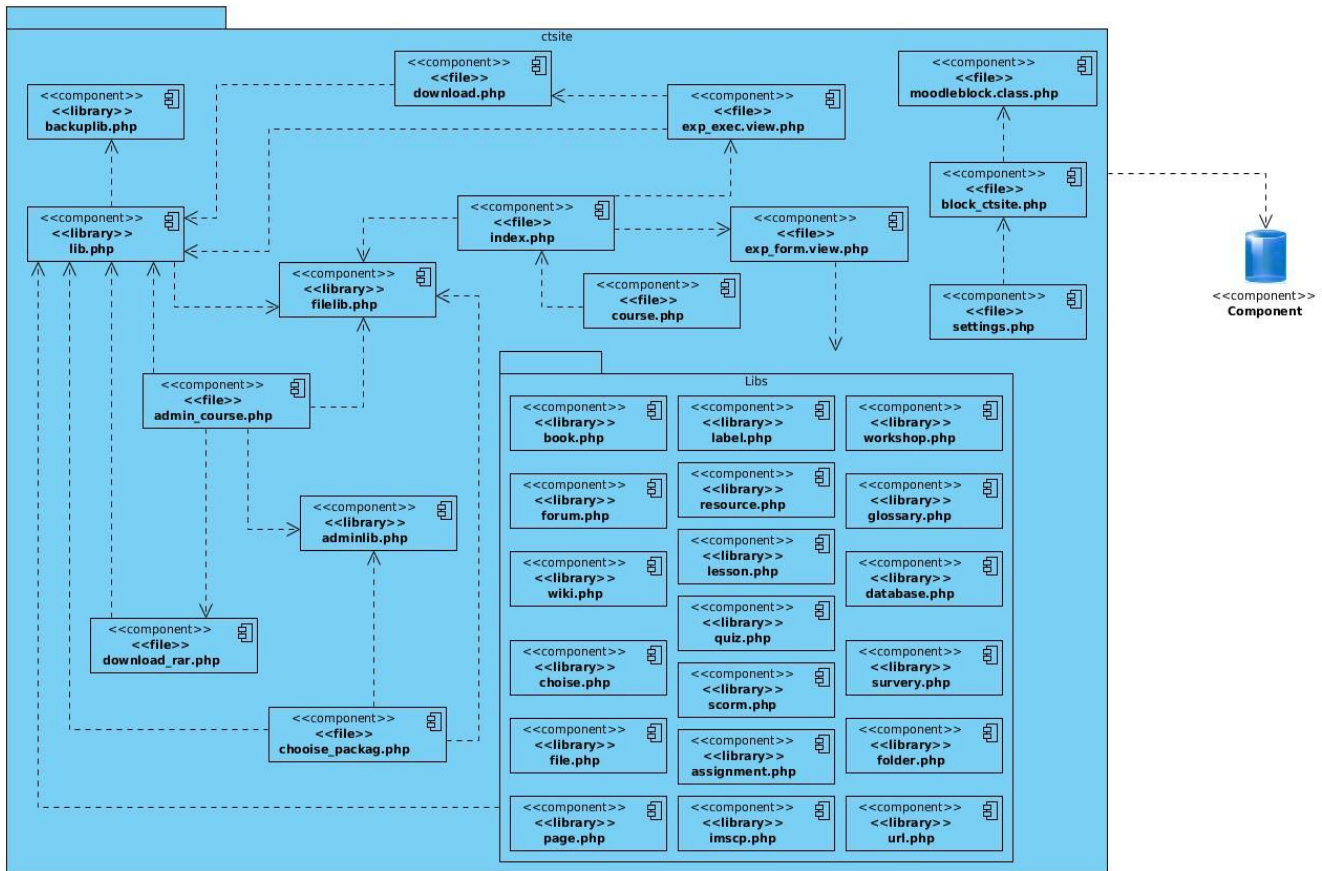 ctsite
<<component>>
<<file>>
download.php
<<component>>
<<file>>
moodleblock.class.php
<<component>>
<<library>>
backuplib.php
<<component>>
<<file>>
exp_exec.view.php
<<component>>
<<file>>
block_ctsite.php
<<component>>
<<library>>
lib.php
<<component>>
<<file>>
index.php
<<component>>
<<file>>
exp_form.view.php
<<component>>
<<library>>
filelib.php
<<component>>
<<file>>
course.php
<<component>>
<<file>>
settings.php
<<component>>
Component
<<component>>
<<file>>
admin_course.php
<<component>>
<<library>>
adminlib.php
<<component>>
<<file>>
download_rar.php
<<component>>
<<file>>
chooise_packag.php
Libs
<<component>>
<<library>>
book.php
<<component>>
<<library>>
label.php
<<component>>
<<library>>
workshop.php
<<component>>
<<library>>
forum.php
<<component>>
<<library>>
resource.php
<<component>>
<<library>>
glossary.php
<<component>>
<<library>>
wiki.php
<<component>>
<<library>>
lesson.php
<<component>>
<<library>>
database.php
<<component>>
<<library>>
quiz.php
<<component>>
<<library>>
choise.php
<<component>>
<<library>>
scorm.php
<<component>>
<<library>>
survery.php
<<component>>
<<library>>
file.php
<<component>>
<<library>>
assignment.php
<<component>>
<<library>>
folder.php
<<component>>
<<library>>
page.php
<<component>>
<<library>>
imscp.php
<<component>>
<<library>>
url.php